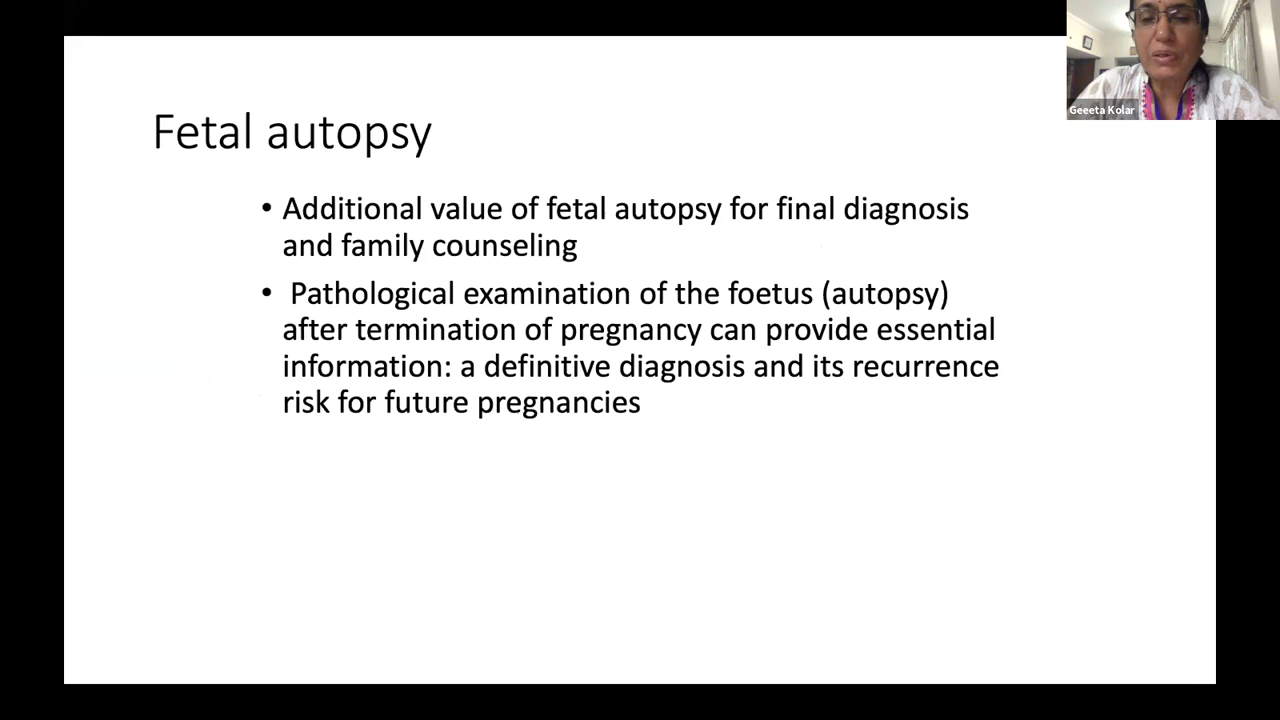 Geeeta Kolar
Fetal autopsy
• Additional value of fetal autopsy for final diagnosis
and family counseling
• Pathological examination of the foetus (autopsy)
after termination of pregnancy can provide essential
information: a definitive diagnosis and its recurrence
risk for future pregnancies